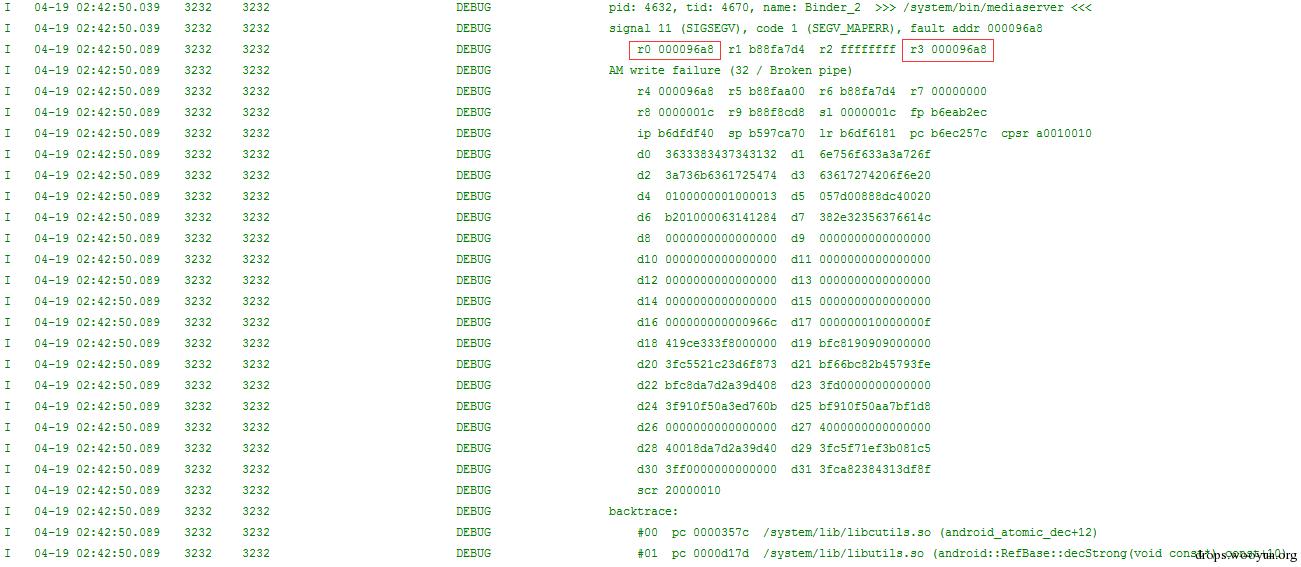 I 04-19 02:42:50.039 3232 3232 DEBUG pid: 4632, tid: 4670, name: Binder_2 >>> /system/bin/mediaserver <<<
I 04-19 02:42:50.089 3232 3232 DEBUG signal 11 (SIGSEGV), code 1 (SEGV_MAPERR), fault addr 000096a8
I 04-19 02:42:50.089 3232 3232 DEBUG r0 000096a8 r1 b88fa7d4 r2 ffffffff r3 000096a8
I 04-19 02:42:50.089 3232 3232 DEBUG AM write failure (32 / Broken pipe)
I 04-19 02:42:50.089 3232 3232 DEBUG r4 000096a8 r5 b88faa00 r6 b88fa7d4 r7 00000000
I 04-19 02:42:50.089 3232 3232 DEBUG r8 0000001c r9 b88f8cd8 sl 0000001c fp b6eab2ec
I 04-19 02:42:50.089 3232 3232 DEBUG ip b6dfdf40 sp b597ca70 lr b6df6181 pc b6ec257c cpsr a0010010
I 04-19 02:42:50.089 3232 3232 DEBUG d0 3633383437343132 d1 6e756f633a3a726f
I 04-19 02:42:50.089 3232 3232 DEBUG d2 3a736b6361725474 d3 63617274206f6e20
I 04-19 02:42:50.089 3232 3232 DEBUG d4 0100000001000013 d5 057d00888dc40020
I 04-19 02:42:50.089 3232 3232 DEBUG d6 b201000063141284 d7 382e32356376614c
I 04-19 02:42:50.089 3232 3232 DEBUG d8 0000000000000000 d9 0000000000000000
I 04-19 02:42:50.089 3232 3232 DEBUG d10 0000000000000000 d11 0000000000000000
I 04-19 02:42:50.089 3232 3232 DEBUG d12 0000000000000000 d13 0000000000000000
I 04-19 02:42:50.089 3232 3232 DEBUG d14 0000000000000000 d15 0000000000000000
I 04-19 02:42:50.089 3232 3232 DEBUG d16 000000000000966c d17 000000010000000f
I 04-19 02:42:50.089 3232 3232 DEBUG d18 419ce333f8000000 d19 bfc8190909000000
I 04-19 02:42:50.089 3232 3232 DEBUG d20 3fc5521c23d6f873 d21 bf66bc82b45793fe
I 04-19 02:42:50.089 3232 3232 DEBUG d22 bfc8da7d2a39d408 d23 3fd0000000000000
I 04-19 02:42:50.089 3232 3232 DEBUG d24 3f910f50a3ed760b d25 bf910f50aa7bf1d8
I 04-19 02:42:50.089 3232 3232 DEBUG d26 0000000000000000 d27 4000000000000000
I 04-19 02:42:50.089 3232 3232 DEBUG d28 40018da7d2a39d40 d29 3fc5f71ef3b081c5
I 04-19 02:42:50.089 3232 3232 DEBUG d30 3ff0000000000000 d31 3fca82384313df8f
I 04-19 02:42:50.089 3232 3232 DEBUG scr 20000010
I 04-19 02:42:50.089 3232 3232 DEBUG backtrace:
I 04-19 02:42:50.089 3232 3232 DEBUG #00 pc 0000357c /system/lib/libcutils.so (android_atomic_dec+12)
I 04-19 02:42:50.089 3232 3232 DEBUG #01 pc 0000d17d /system/lib/libutils.so (android::RefBase::decStrong(void const*) const+10)
drops.wooyun.org